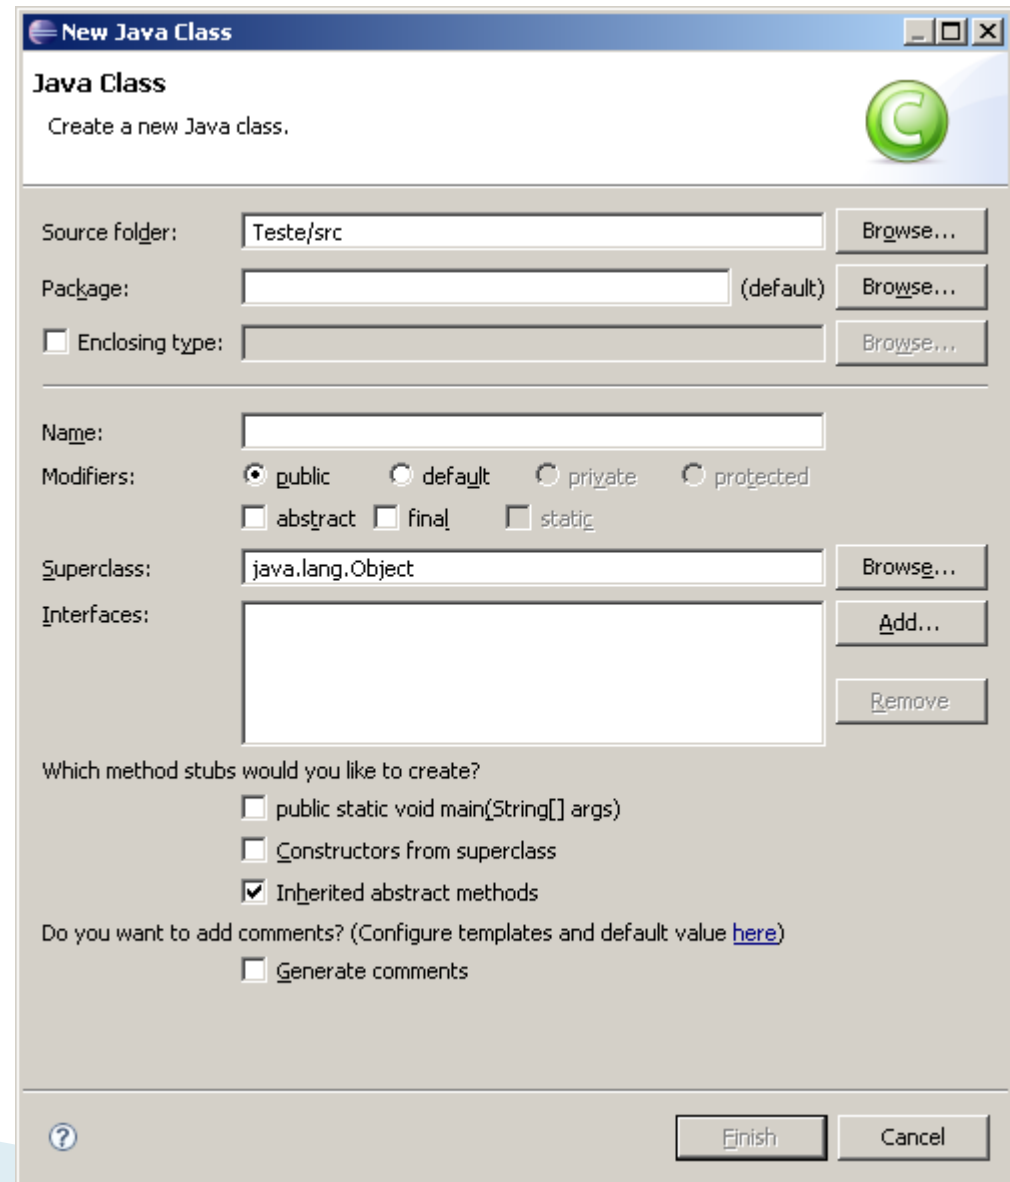 New Java Class
Java Class
Create a new Java class.
C
Source folder: Teste/src Browse...
Package: (default) Browse...
Enclosing type: Browse...
Name:
Modifiers: public default private protected
abstract final static
Superclass: java.lang.Object Browse...
Interfaces: Add...
Remove
Which method stubs would you like to create?
public static void main(String[] args)
Constructors from superclass
Inherited abstract methods
Do you want to add comments? (Configure templates and default value here)
Generate comments
? Finish Cancel